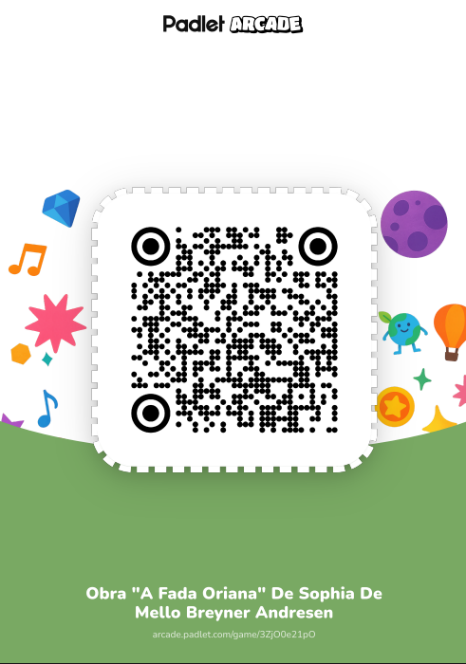 Padlet ARCADE
Obra "A Fada Oriana" De Sophia De
Mello Breyner Andresen
arcade.padlet.com/game/3ZjO0e21pO